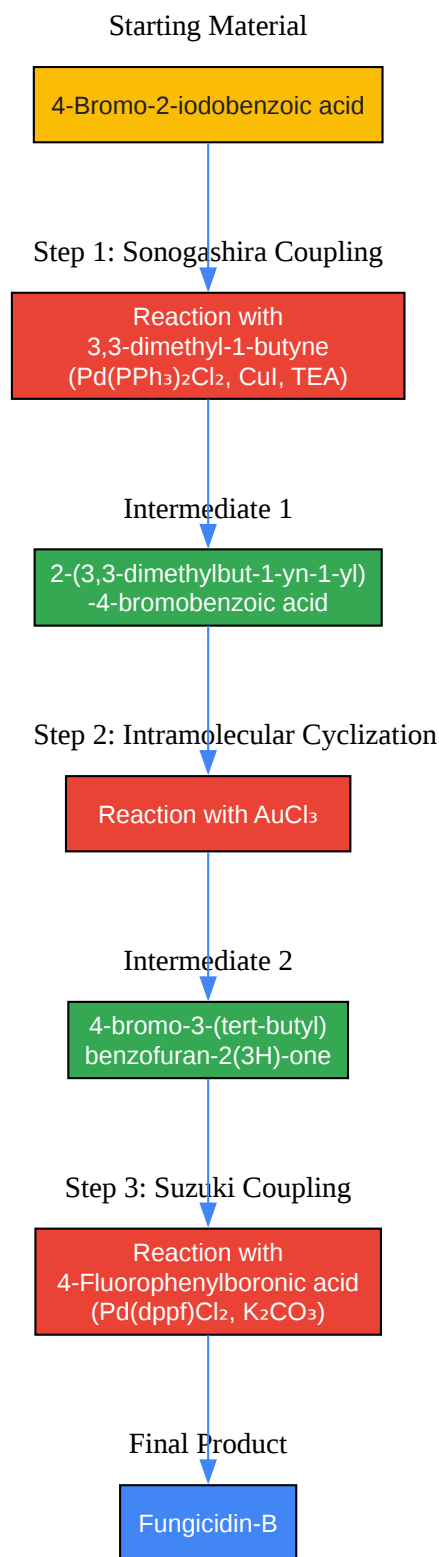 Starting Material
4-Bromo-2-iodobenzoic acid
Step 1: Sonogashira Coupling
Reaction with
3,3-dimethyl-1-butyne
(Pd(PPh₃)₂Cl₂, CuI, TEA)
Intermediate 1
2-(3,3-dimethylbut-1-yn-1-yl)
-4-bromobenzoic acid
Step 2: Intramolecular Cyclization
Reaction with AuCl₃
Intermediate 2
4-bromo-3-(tert-butyl)
benzofuran-2(3H)-one
Step 3: Suzuki Coupling
Reaction with
4-Fluorophenylboronic acid
(Pd(dppf)Cl₂, K₂CO₃)
Final Product
Fungicidin-B